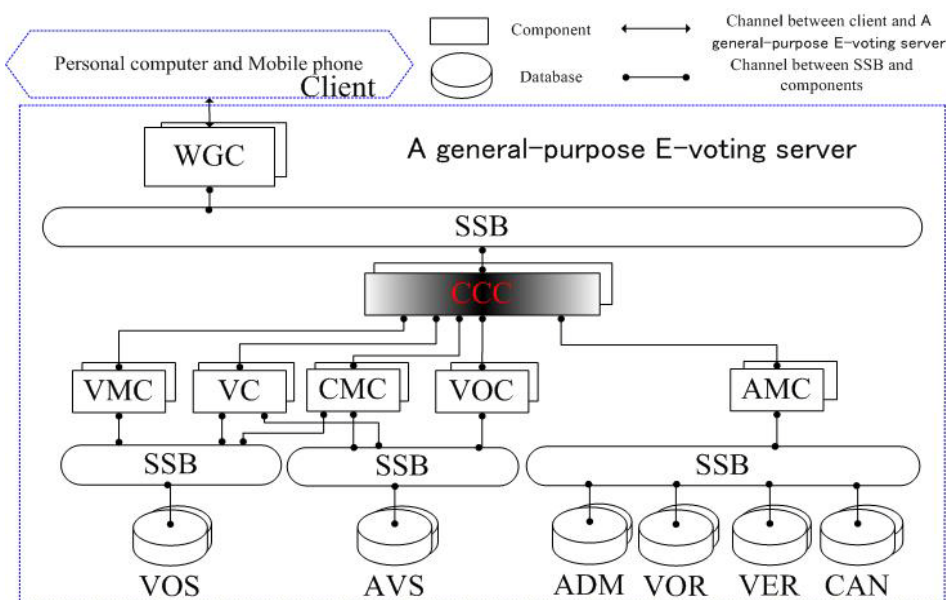 Personal computer and Mobile phone
Client
Component
Database
Channel between client and A
general-purpose E-voting server
Channel between SSB and
components
WGC
A general-purpose E-voting server
SSB
CCC
VMC
VC
CMC
VOC
AMC
SSB
SSB
SSB
VOS
AVS
ADM
VOR
VER
CAN